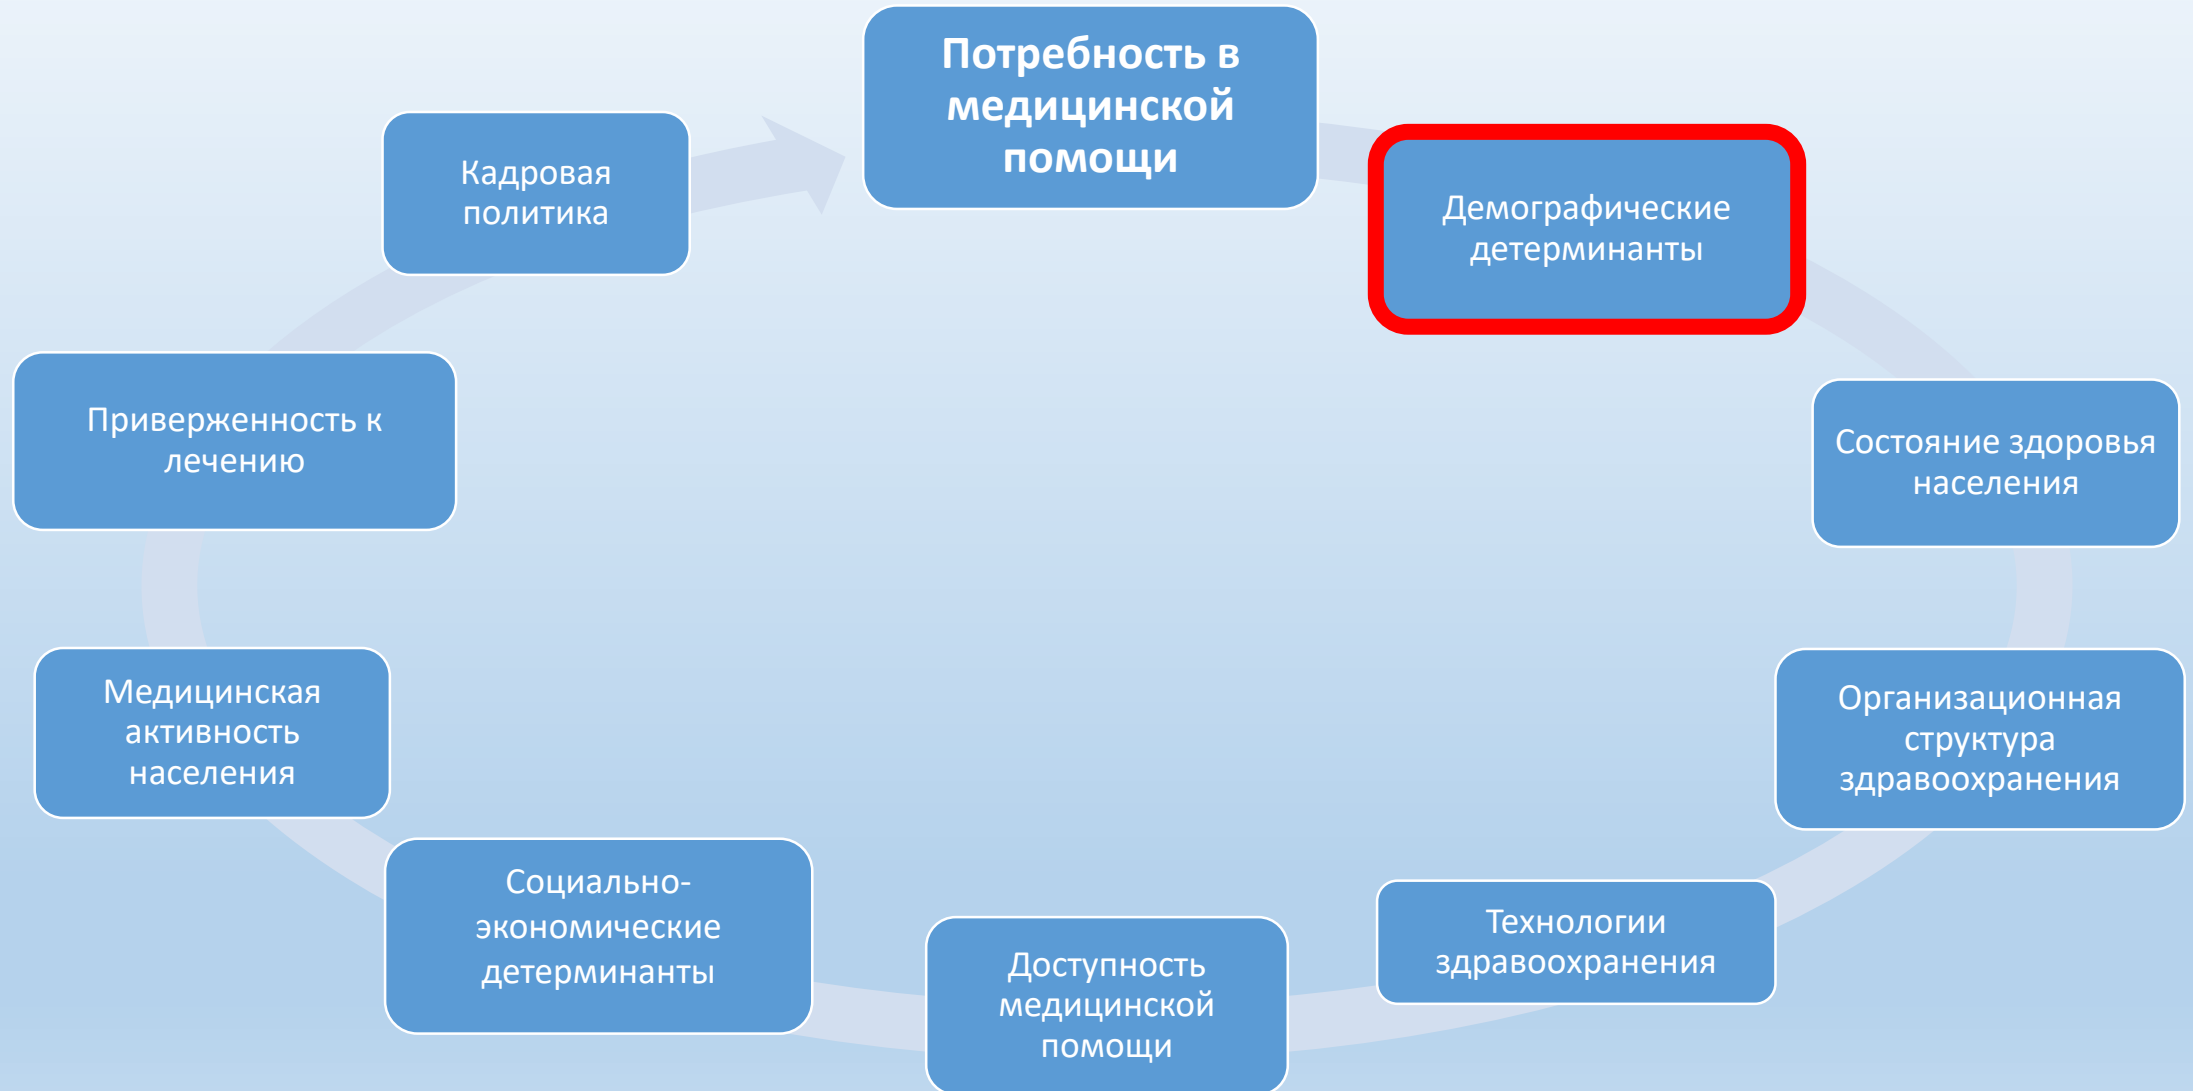 Потребность в
медицинской
помощи
Демографические
детерминанты
Состояние здоровья
населения
Организационная
структура
здравоохранения
Технологии
здравоохранения
Доступность
медицинской
помощи
Социально-
экономические
детерминанты
Медицинская
активность
населения
Приверженность к
лечению
Кадровая
политика